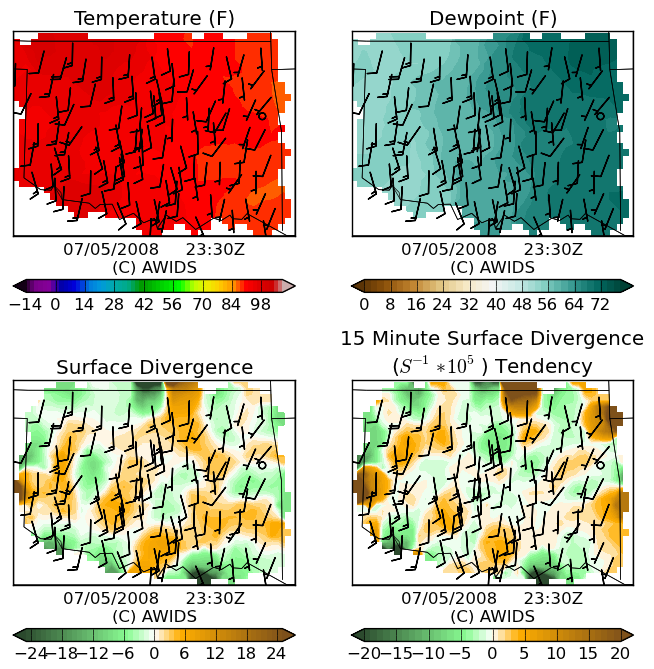 Temperature (F)
Dewpoint (F)
07/05/2008 23:30Z
(C) AWIDS
07/05/2008 23:30Z
(C) AWIDS
−14 0 14 28 42 56 70 84 98
0 8 16 24 32 40 48 56 64 72
Surface Divergence
15 Minute Surface Divergence
(S⁻¹ *10⁵ ) Tendency
07/05/2008 23:30Z
(C) AWIDS
07/05/2008 23:30Z
(C) AWIDS
−24 −18 −12 −6 0 6 12 18 24
−20 −15 −10 −5 0 5 10 15 20